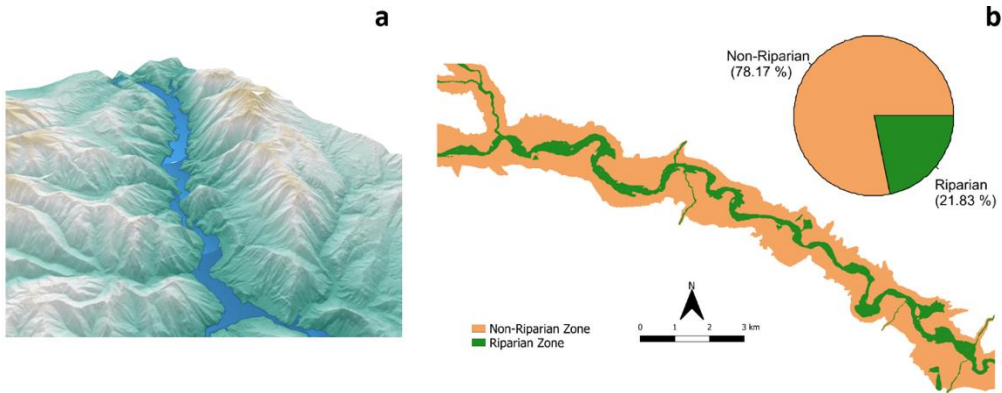 a
b
Non-Riparian
(78.17 %)
Riparian
(21.83 %)
N
Non-Riparian Zone
Riparian Zone
0 1 2 3 km